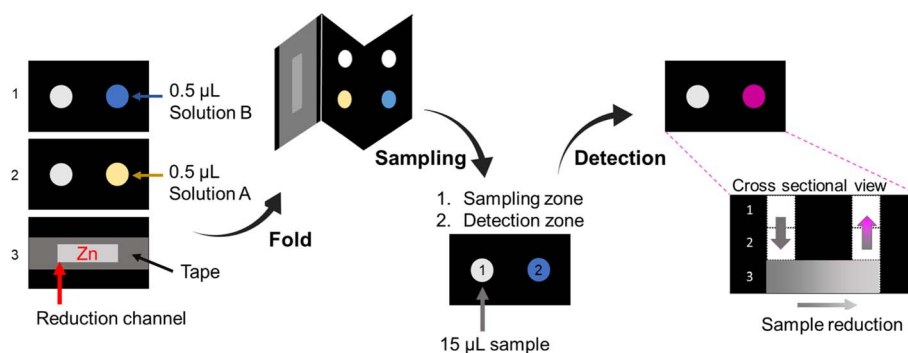 1
0.5 µL
Solution B
2
0.5 µL
Solution A
3
Zn
Tape
Reduction channel
Fold
Sampling
1. Sampling zone
2. Detection zone
1
2
15 µL sample
Detection
Cross sectional view
1
2
3
Sample reduction